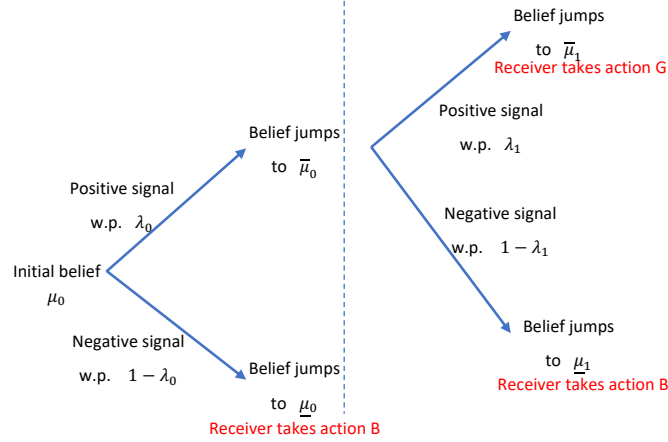 Initial belief
μ₀
Positive signal
w.p. λ₀
Negative signal
w.p. 1 − λ₀
Belief jumps
to μ̅₀
Belief jumps
to μ̲₀
Receiver takes action B
Positive signal
w.p. λ₁
Negative signal
w.p. 1 − λ₁
Belief jumps
to μ̅₁
Receiver takes action G
Belief jumps
to μ̲₁
Receiver takes action B